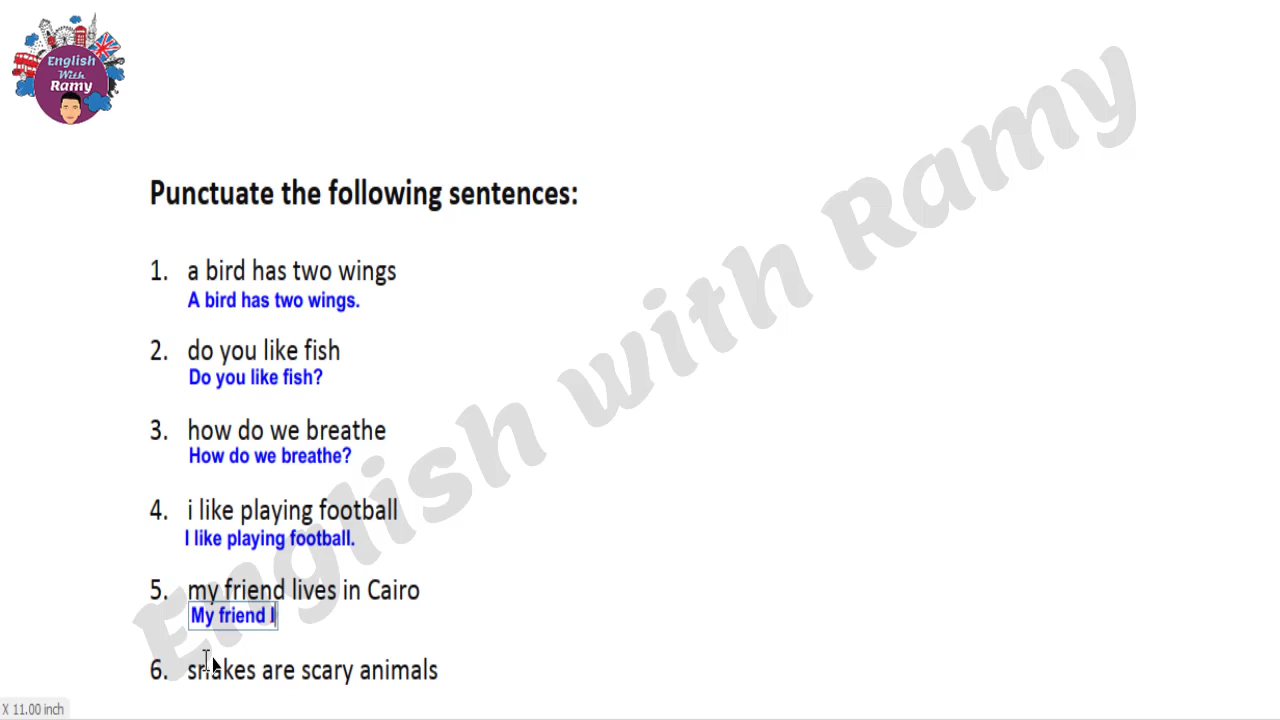 English
With
Ramy
English with Ramy
Punctuate the following sentences:
1. a bird has two wings
A bird has two wings.
2. do you like fish
Do you like fish?
3. how do we breathe
How do we breathe?
4. i like playing football
I like playing football.
5. my friend lives in Cairo
My friend l
6. snakes are scary animals
X 11.00 inch